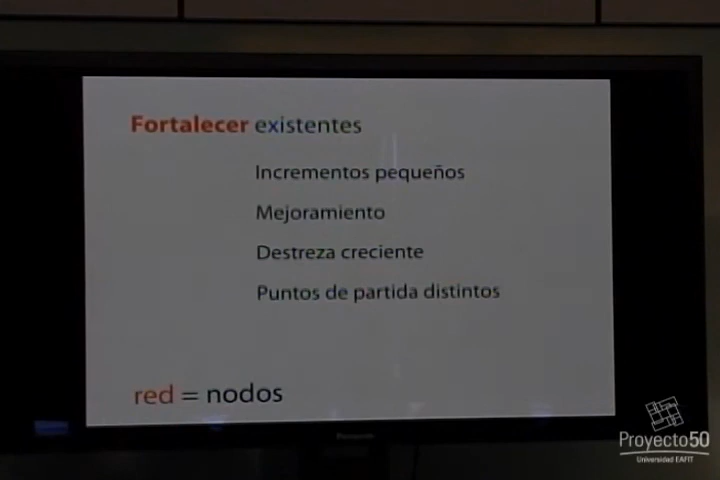 Fortalecer existentes
Incrementos pequeños
Mejoramiento
Destreza creciente
Puntos de partida distintos
red = nodos
Proyecto50
Universidad EAFIT